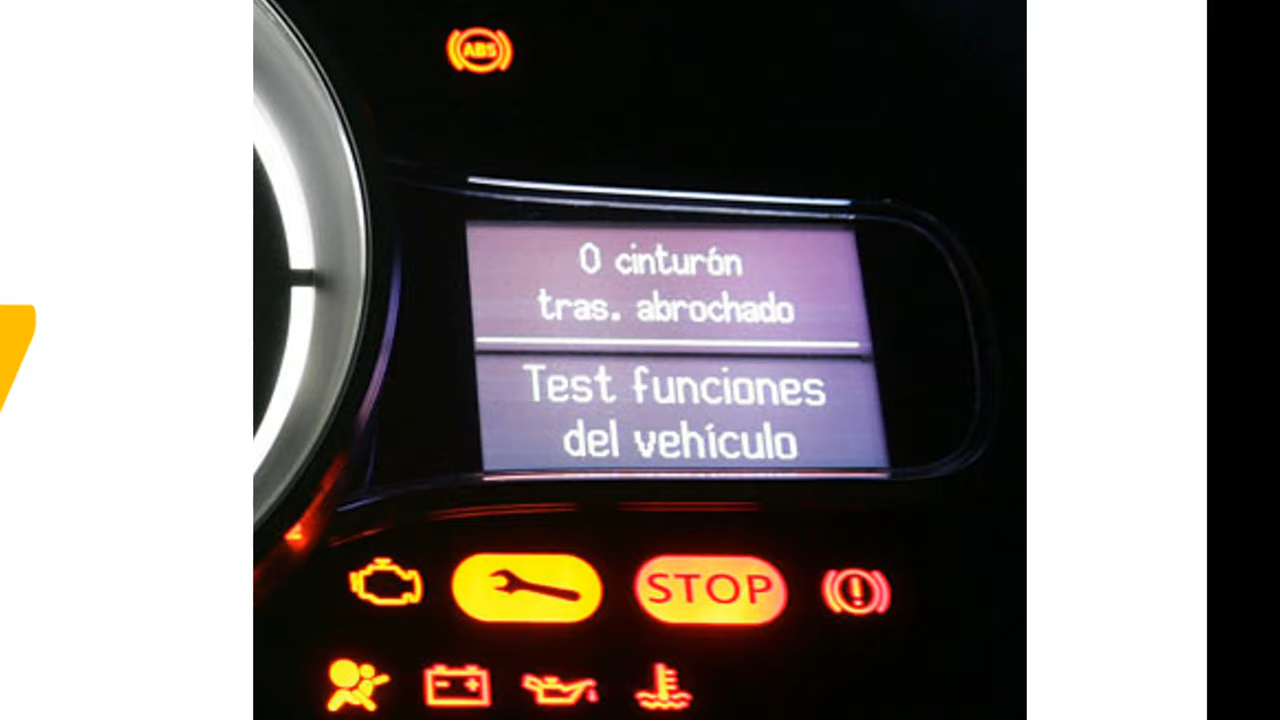 ABS
0 cinturón
tras. abrochado
Test funciones
del vehículo
STOP